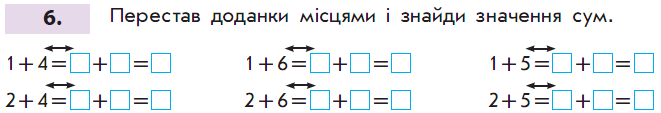 6. Перестав доданки місцями і знайди значення сум.
1+4=□+□=□ 1+6=□+□=□ 1+5=□+□=□
2+4=□+□=□ 2+6=□+□=□ 2+5=□+□=□